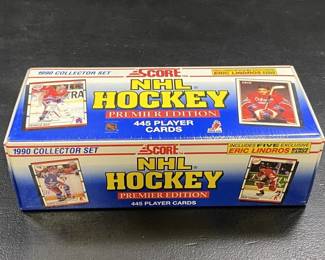 1990 COLLECTOR SET
SCORE
NHL
HOCKEY
PREMIER EDITION
445 PLAYER
CARDS
ERIC LINDROS
1990 COLLECTOR SET
SCORE
NHL
HOCKEY
PREMIER EDITION
445 PLAYER CARDS
INCLUDES FIVE EXCLUSIVE
ERIC LINDROS